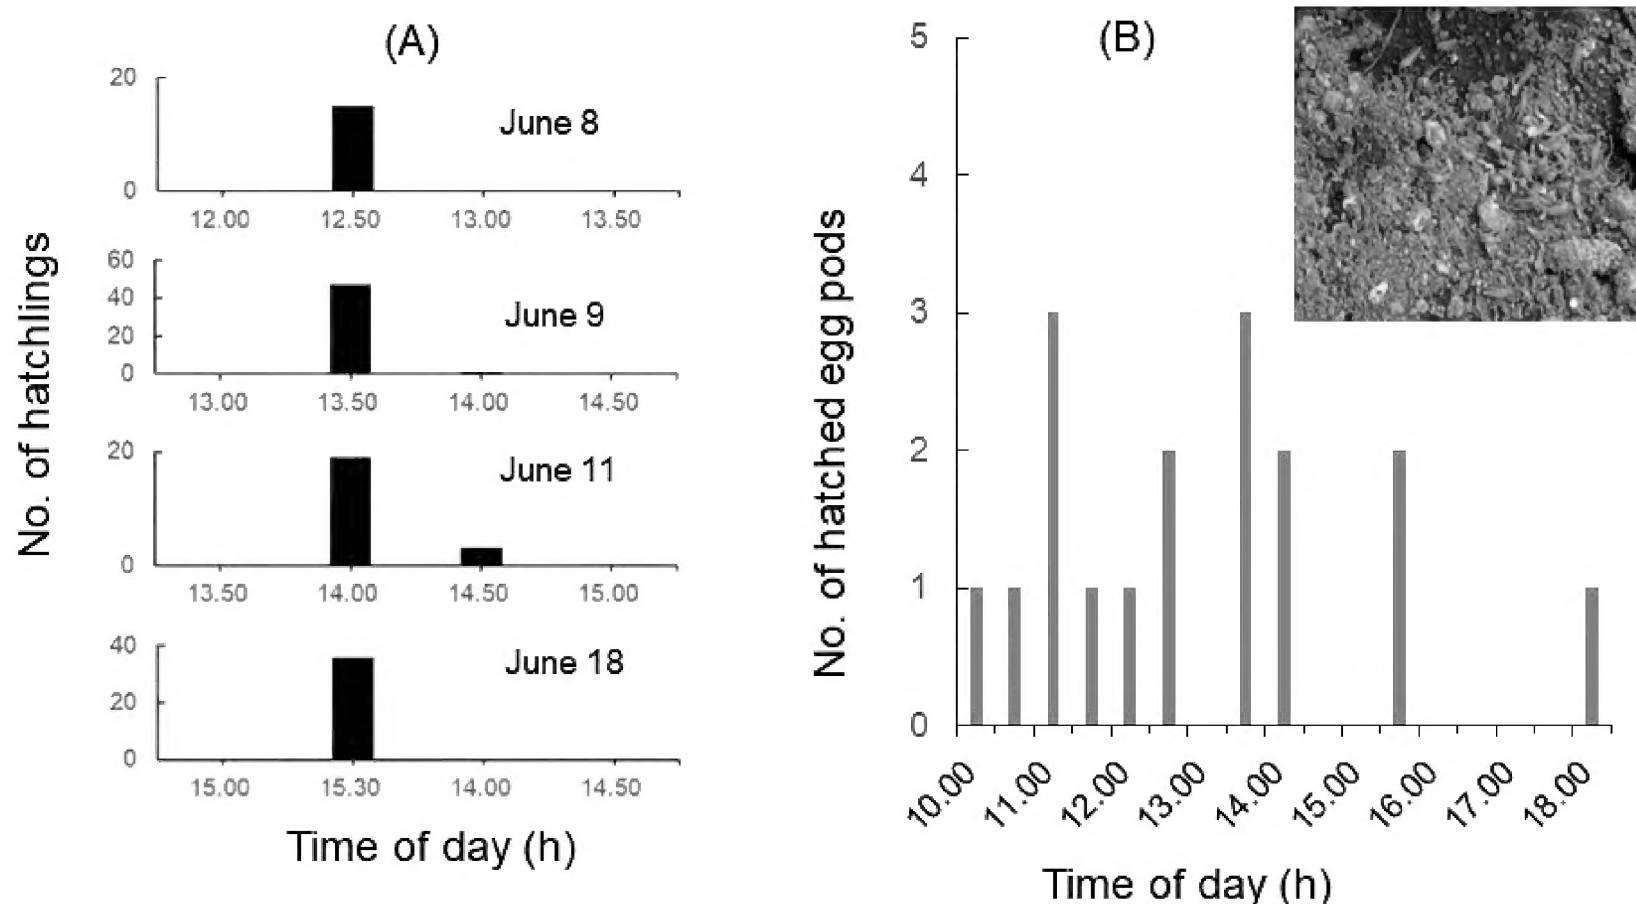 (A)
No. of hatchlings
20
0
June 8
12.00 12.50 13.00 13.50
60
40
20
0
June 9
13.00 13.50 14.00 14.50
20
0
June 11
13.50 14.00 14.50 15.00
40
20
0
June 18
15.00 15.30 14.00 14.50
Time of day (h)
(B)
No. of hatched egg pods
5
4
3
2
1
0
10.00 11.00 12.00 13.00 14.00 15.00 16.00 17.00 18.00
Time of day (h)